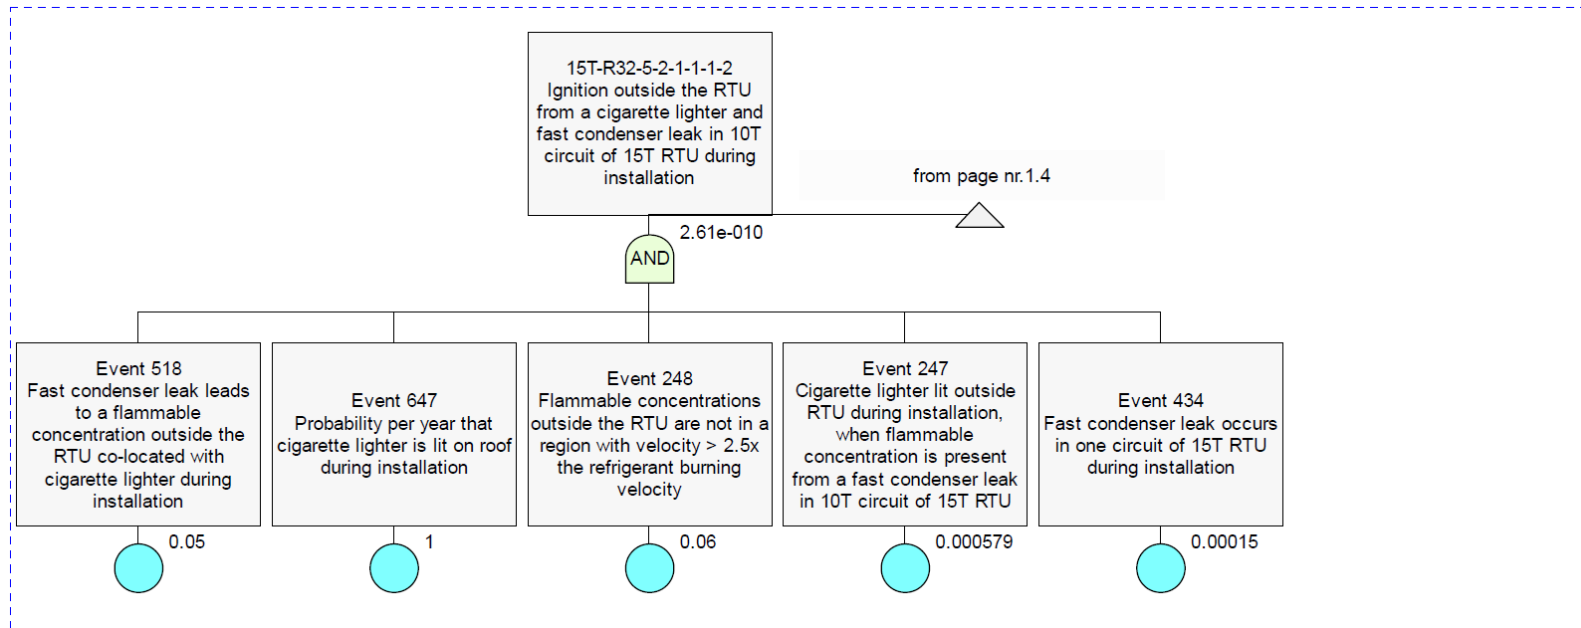 15T-R32-5-2-1-1-1-2
Ignition outside the RTU
from a cigarette lighter and
fast condenser leak in 10T
circuit of 15T RTU during
installation
from page nr.1.4
2.61e-010
AND
Event 518
Fast condenser leak leads
to a flammable
concentration outside the
RTU co-located with
cigarette lighter during
installation
0.05
Event 647
Probability per year that
cigarette lighter is lit on roof
during installation
1
Event 248
Flammable concentrations
outside the RTU are not in a
region with velocity > 2.5x
the refrigerant burning
velocity
0.06
Event 247
Cigarette lighter lit outside
RTU during installation,
when flammable
concentration is present
from a fast condenser leak
in 10T circuit of 15T RTU
0.000579
Event 434
Fast condenser leak occurs
in one circuit of 15T RTU
during installation
0.00015